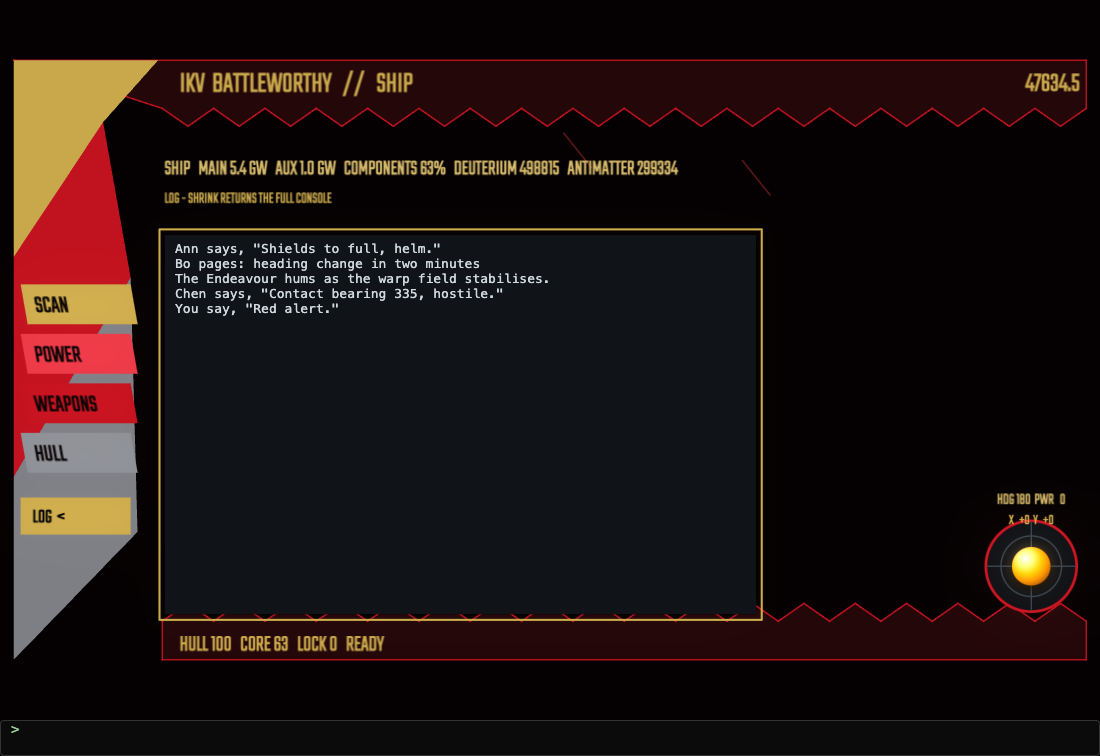 IKV BATTLEWORTHY // SHIP
47634.5
SHIP MAIN 5.4 GW AUX 1.0 GW COMPONENTS 63% DEUTERIUM 498815 ANTIMATTER 299334
LOG - SHRINK RETURNS THE FULL CONSOLE
Ann says, "Shields to full, helm."
Bo pages: heading change in two minutes
The Endeavour hums as the warp field stabilises.
Chen says, "Contact bearing 335, hostile."
You say, "Red alert."
SCAN
POWER
WEAPONS
HULL
LOG <
HDG 180 PWR 0
X +0 Y +0
HULL 100 CORE 63 LOCK 0 READY
>